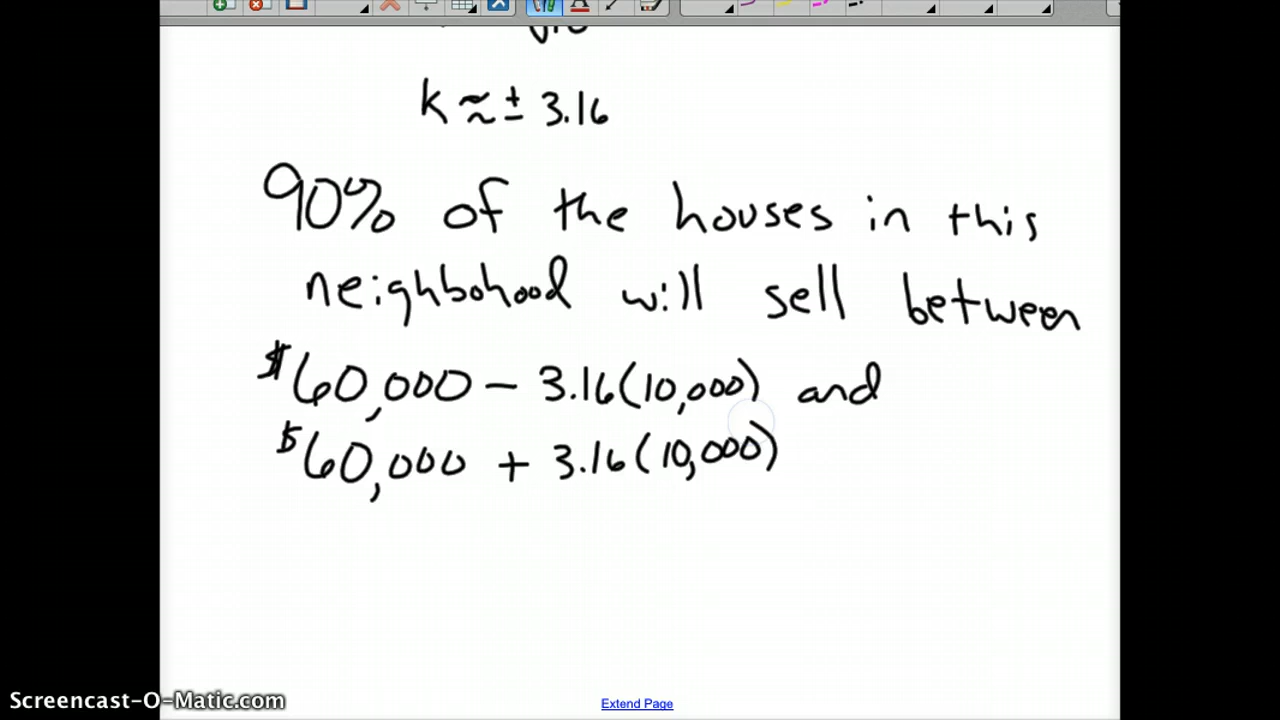 k ≈ ± 3.16
90% of the houses in this
neighbohood will sell between
$60,000 – 3.16(10,000) and
$60,000 + 3.16(10,000)
Extend Page
Screencast-O-Matic.com